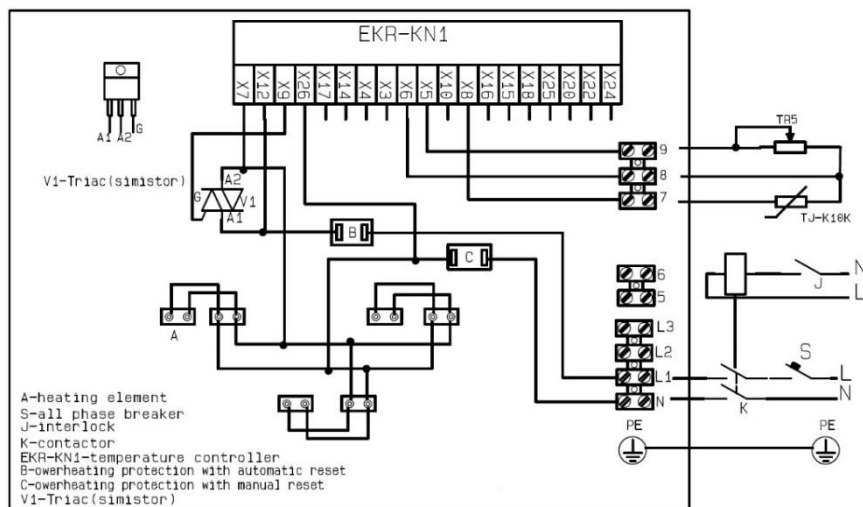 EKR-KN1
X7 X12 X9 X26 X17 X14 X4 X3 X6 X5 X10 X8 X16 X15 X18 X25 X20 X22 X24
A1 A2 G
V1-Triac(simistor)
A2
G
V1
A1
B
C
A
9
8
7
TR5
TJ-K10K
6
5
L3
L2
L1
N
N
J
L
S
L
N
K
PE
PE
A-heating element
S-all phase breaker
J-interlock
K-contactor
EKR-KN1-temperature controller
B-owerheating protection with automatic reset
C-owerheating protection with manual reset
V1-Triac(simistor)